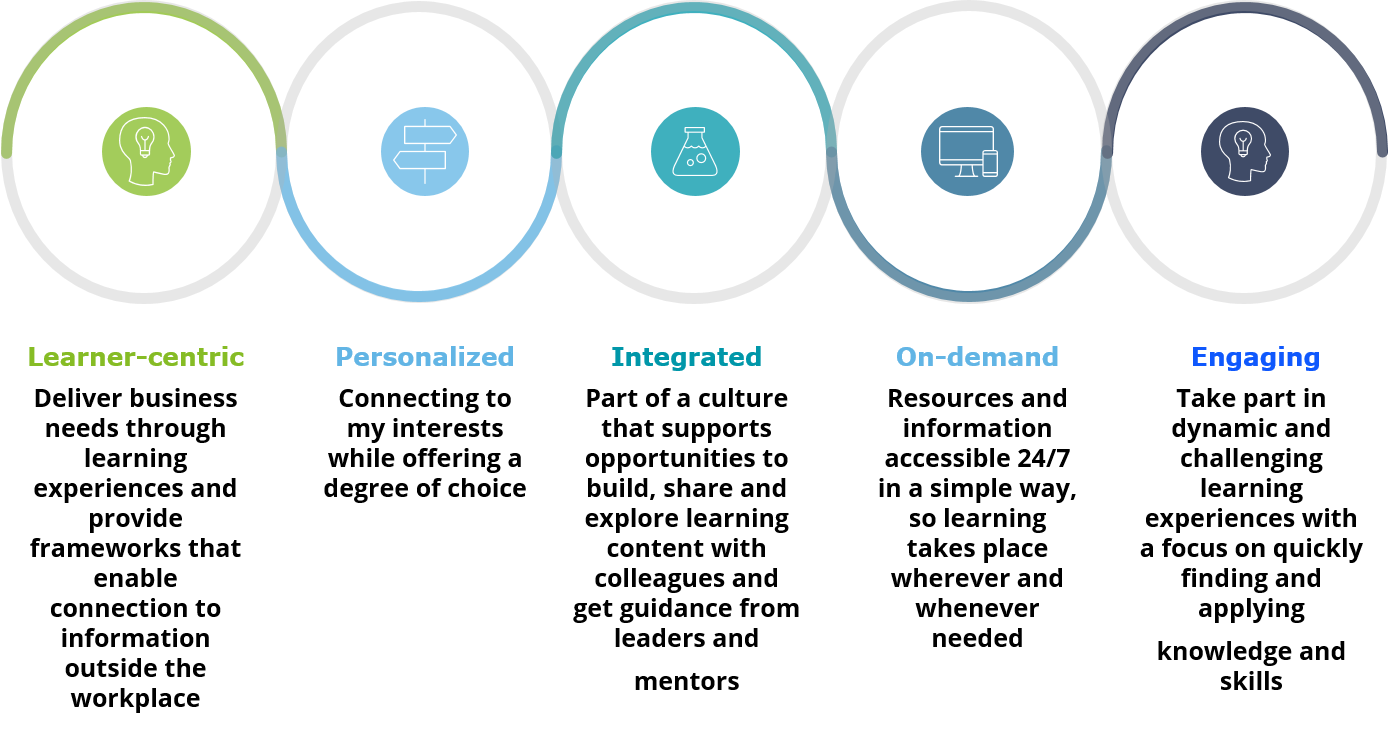 Learner-centric
Deliver business
needs through
learning
experiences and
provide
frameworks that
enable
connection to
information
outside the
workplace
Personalized
Connecting to
my interests
while offering a
degree of choice
Integrated
Part of a culture
that supports
opportunities to
build, share and
explore learning
content with
colleagues and
get guidance from
leaders and
mentors
On-demand
Resources and
information
accessible 24/7
in a simple way,
so learning
takes place
wherever and
whenever
needed
Engaging
Take part in
dynamic and
challenging
learning
experiences with
a focus on quickly
finding and
applying
knowledge and
skills